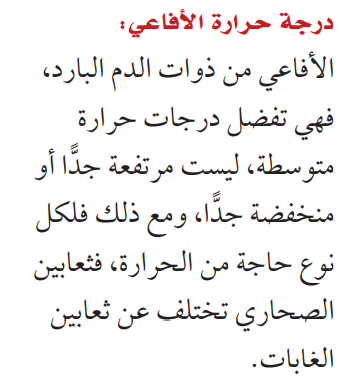 درجة حرارة الأفاعي:
الأفاعي من ذوات الدم البارد،
فهي تفضل درجات حرارة
متوسطة، ليست مرتفعة جدًّا أو
منخفضة جدًّا، ومع ذلك فلكل
نوع حاجة من الحرارة، فثعابين
الصحاري تختلف عن ثعابين
الغابات.